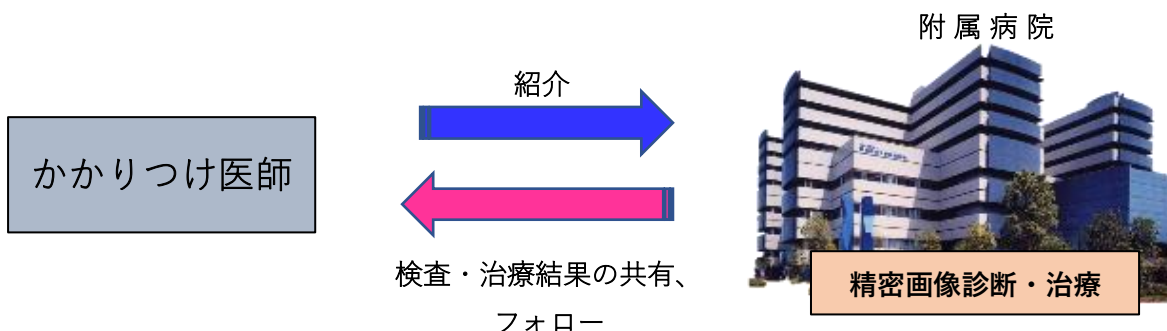 附属病院
紹介
かかりつけ医師
検査・治療結果の共有、
フォロー
精密画像診断・治療